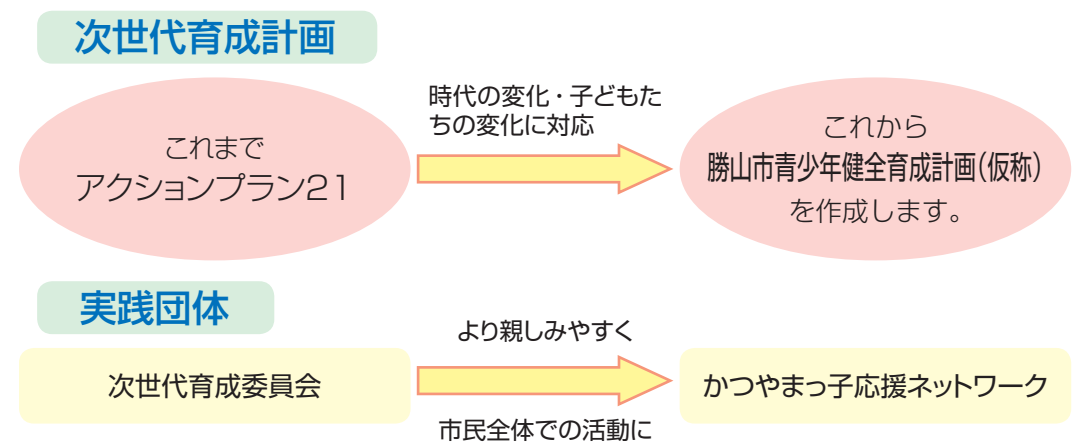 次世代育成計画
これまで
アクションプラン21
時代の変化・子どもた
ちの変化に対応
これから
勝山市青少年健全育成計画(仮称)
を作成します。
実践団体
次世代育成委員会
より親しみやすく
市民全体での活動に
かつやまっ子応援ネットワーク